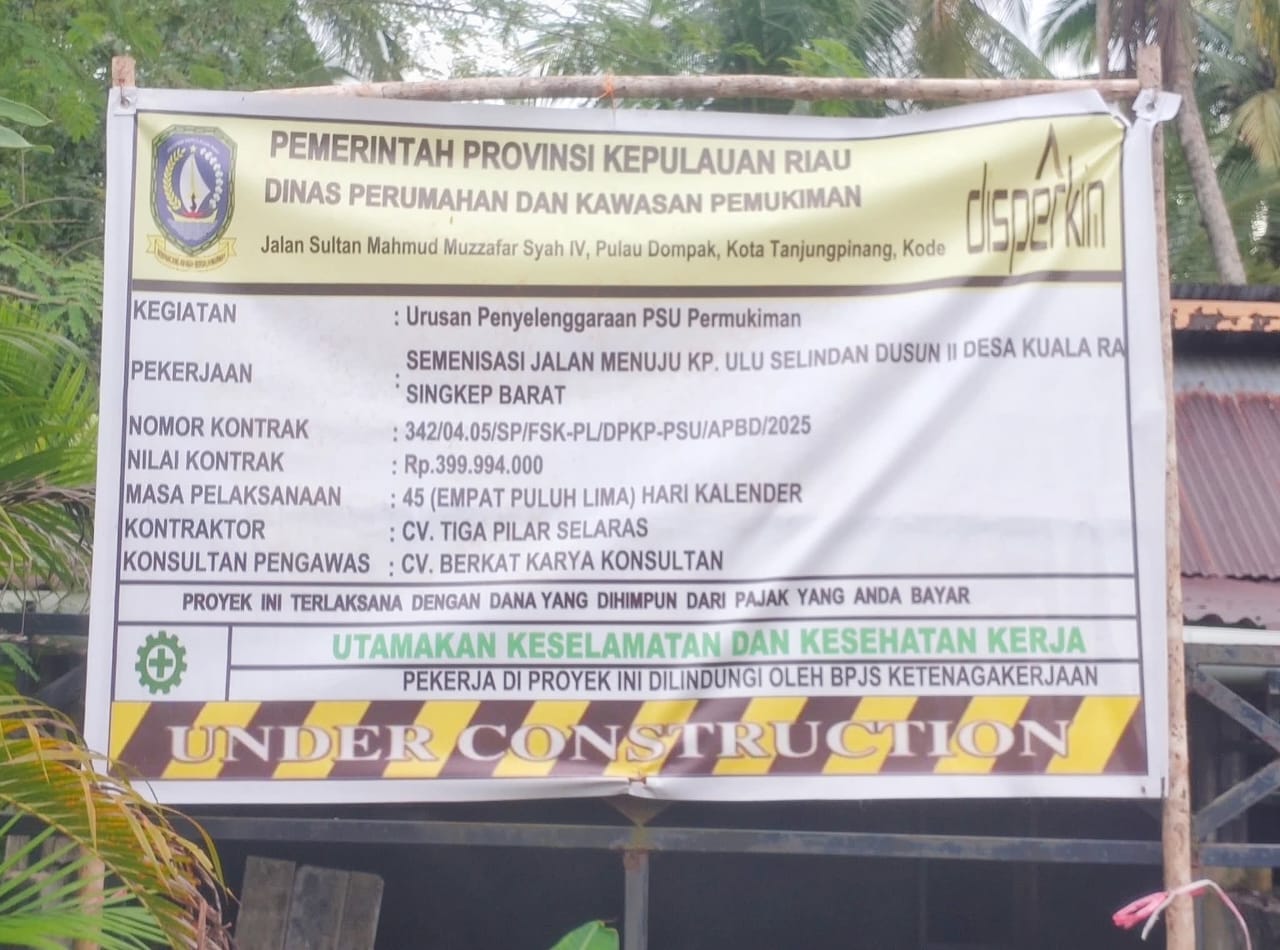 PEMERINTAH PROVINSI KEPULAUAN RIAU
DINAS PERUMAHAN DAN KAWASAN PEMUKIMAN
Jalan Sultan Mahmud Muzzafar Syah IV, Pulau Dompak, Kota Tanjungpinang, Kode
disperkim
KEGIATAN : Urusan Penyelenggaraan PSU Permukiman
PEKERJAAN : SEMENISASI JALAN MENUJU KP. ULU SELINDAN DUSUN II DESA KUALA RA
SINGKEP BARAT
NOMOR KONTRAK : 342/04.05/SP/FSK-PL/DPKP-PSU/APBD/2025
NILAI KONTRAK : Rp.399.994.000
MASA PELAKSANAAN : 45 (EMPAT PULUH LIMA) HARI KALENDER
KONTRAKTOR : CV. TIGA PILAR SELARAS
KONSULTAN PENGAWAS : CV. BERKAT KARYA KONSULTAN
PROYEK INI TERLAKSANA DENGAN DANA YANG DIHIMPUN DARI PAJAK YANG ANDA BAYAR
UTAMAKAN KESELAMATAN DAN KESEHATAN KERJA
PEKERJA DI PROYEK INI DILINDUNGI OLEH BPJS KETENAGAKERJAAN
UNDER CONSTRUCTION